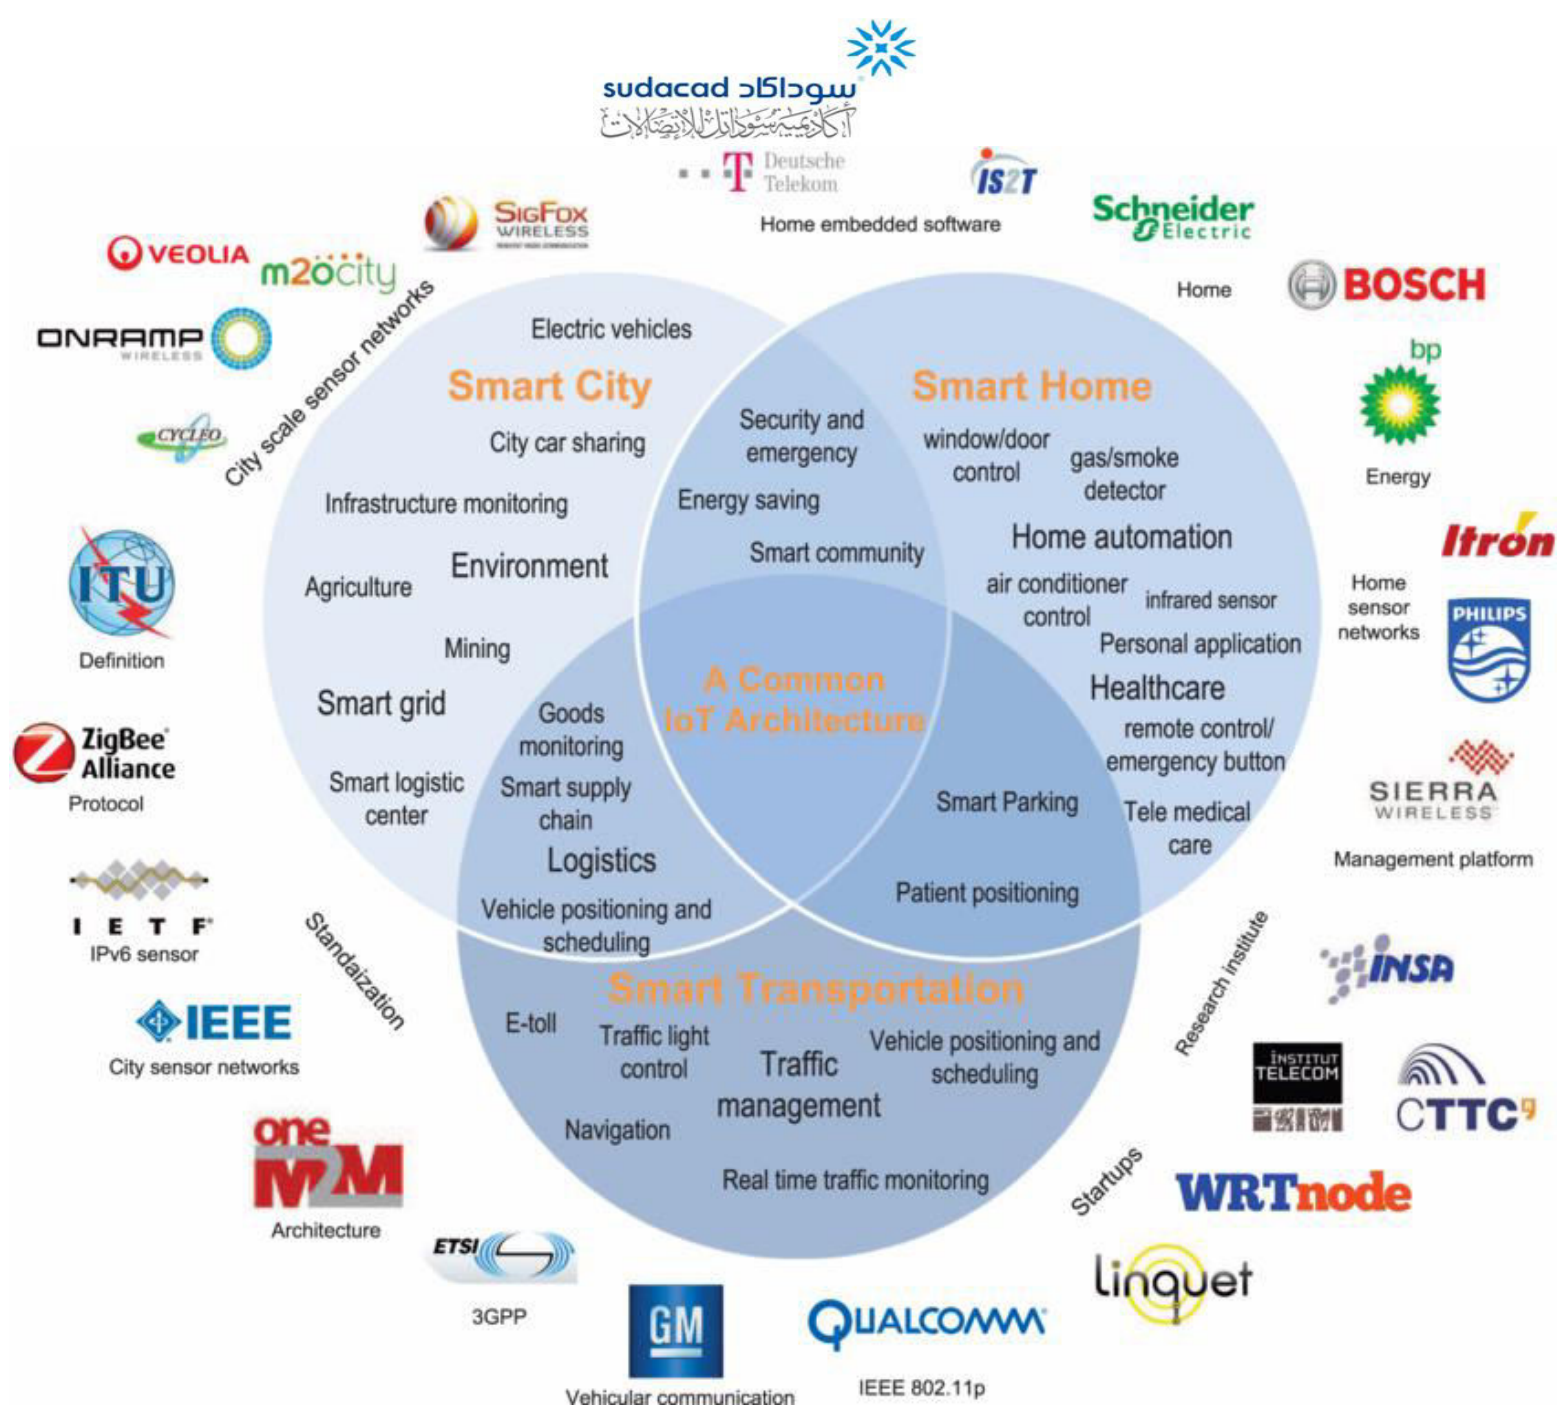 sudacad سوداكاد
أكاديمية سوداتل للاتصالات
Deutsche
Telekom
IS2T
Home embedded software
SIGFOX
WIRELESS
Schneider
Electric
VEOLIA
m2ocity
Home
BOSCH
ONRAMP
WIRELESS
City scale sensor networks
CYCLEO
bp
Energy
Electric vehicles
Smart City
City car sharing
Infrastructure monitoring
Environment
Agriculture
Mining
Smart grid
Smart logistic
center
Security and
emergency
Energy saving
Smart community
Smart Home
window/door
control
gas/smoke
detector
Home automation
air conditioner
control
infrared sensor
Personal application
Healthcare
remote control/
emergency button
Tele medical
care
A Common
IoT Architecture
Goods
monitoring
Smart supply
chain
Logistics
Vehicle positioning and
scheduling
Smart Parking
Patient positioning
Smart Transportation
E-toll
Traffic light
control
Traffic
management
Vehicle positioning and
scheduling
Navigation
Real time traffic monitoring
Itron
Home
sensor
networks
PHILIPS
SIERRA
WIRELESS
Management platform
Research institute
INSA
INSTITUT
TELECOM
CTTC
Startups
WRTnode
linquet
ITU
Definition
ZigBee
Alliance
Protocol
I E T F
IPv6 sensor
Standaization
IEEE
City sensor networks
one
M2M
Architecture
ETSI
3GPP
GM
Vehicular communication
QUALCOMM
IEEE 802.11p